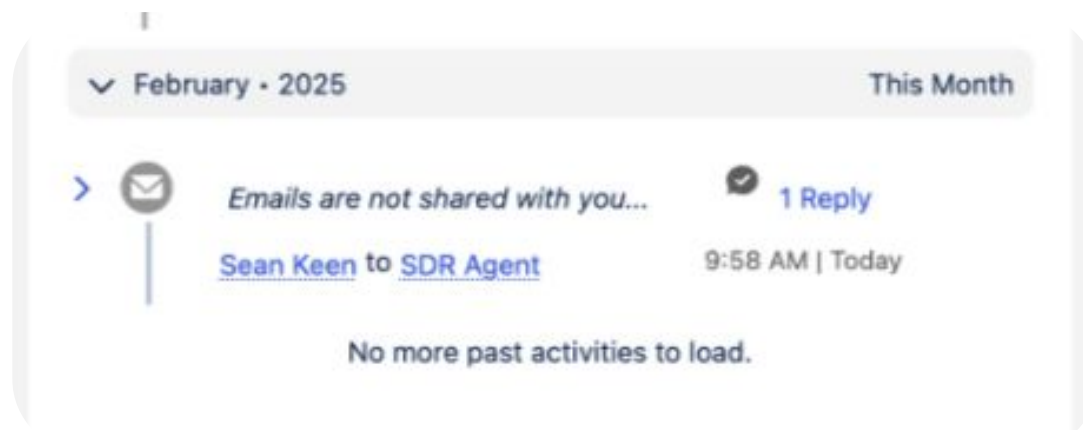 February • 2025 This Month
Emails are not shared with you... 1 Reply
Sean Keen to SDR Agent 9:58 AM | Today
No more past activities to load.